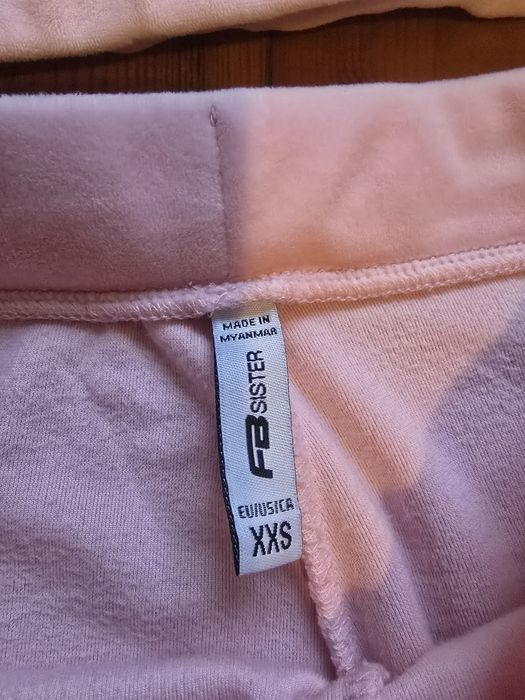 MADE IN
MYANMAR
FB SISTER
EU/US/CA
XXS